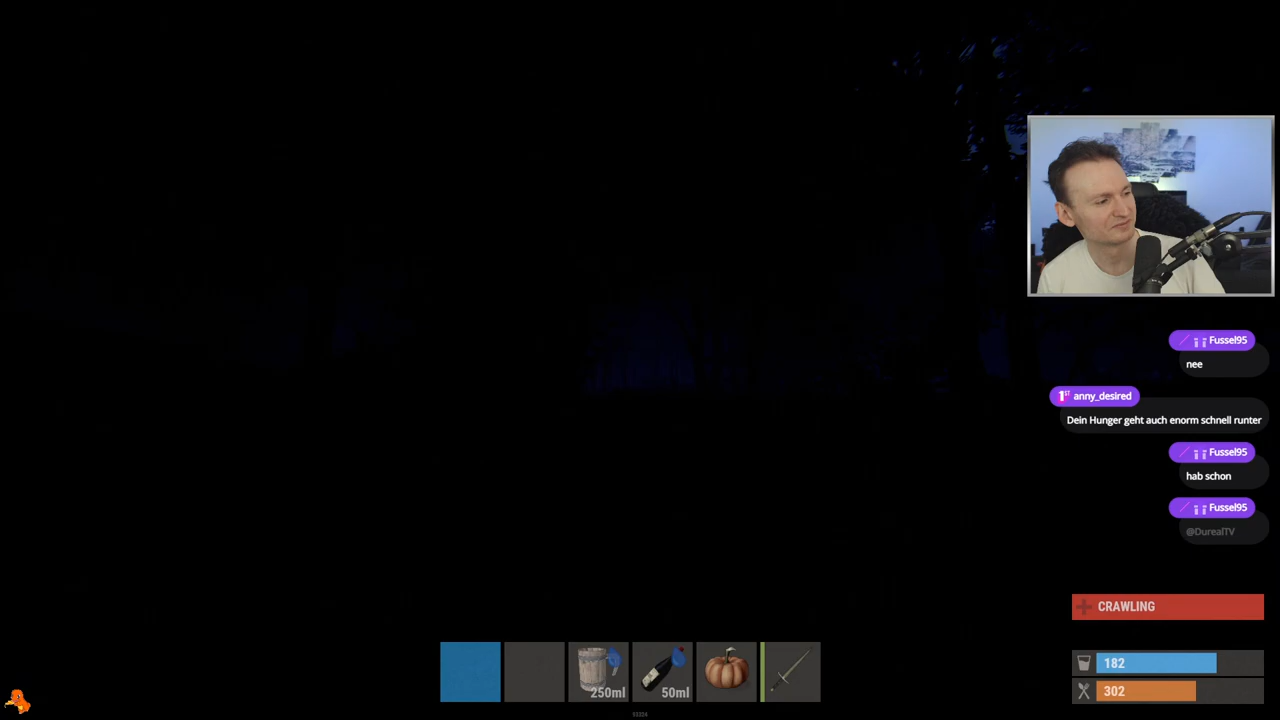 Fussel95
nee
1ST anny_desired
Dein Hunger geht auch enorm schnell runter
Fussel95
hab schon
Fussel95
@DurealTV
CRAWLING
182
302
250ml
50ml